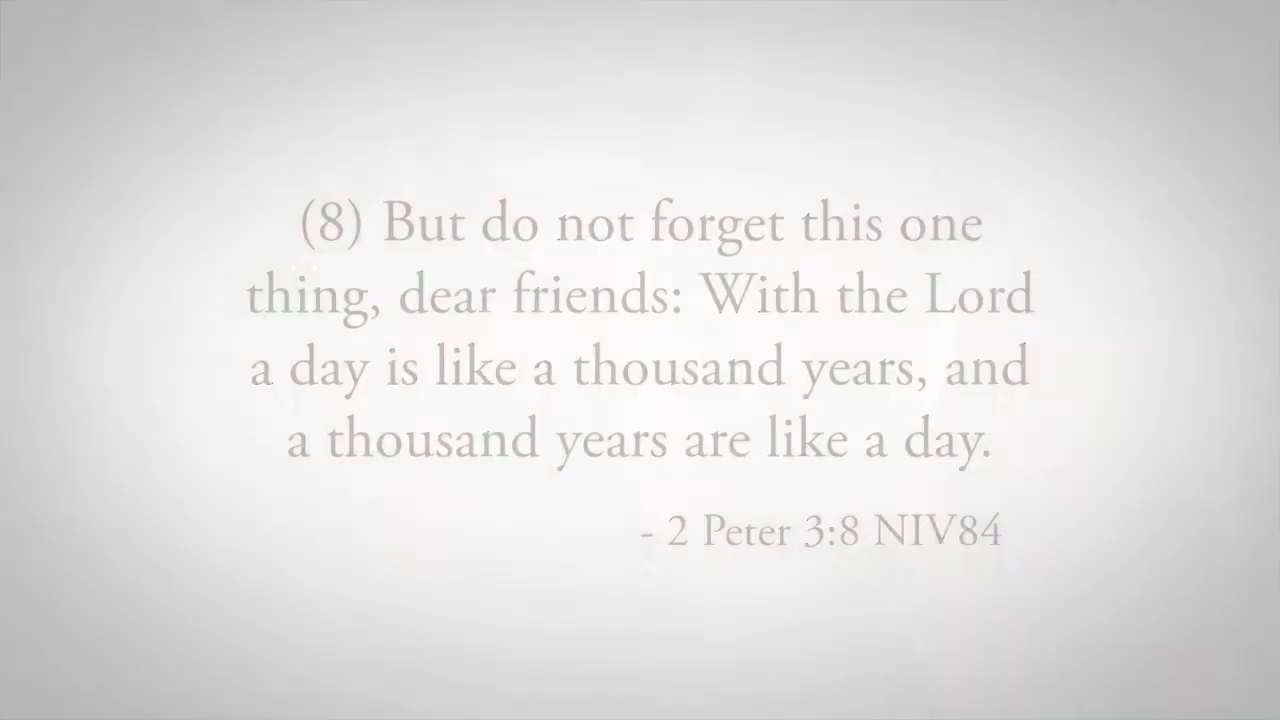 (8) But do not forget this one
thing, dear friends: With the Lord
a day is like a thousand years, and
a thousand years are like a day.
- 2 Peter 3:8 NIV84